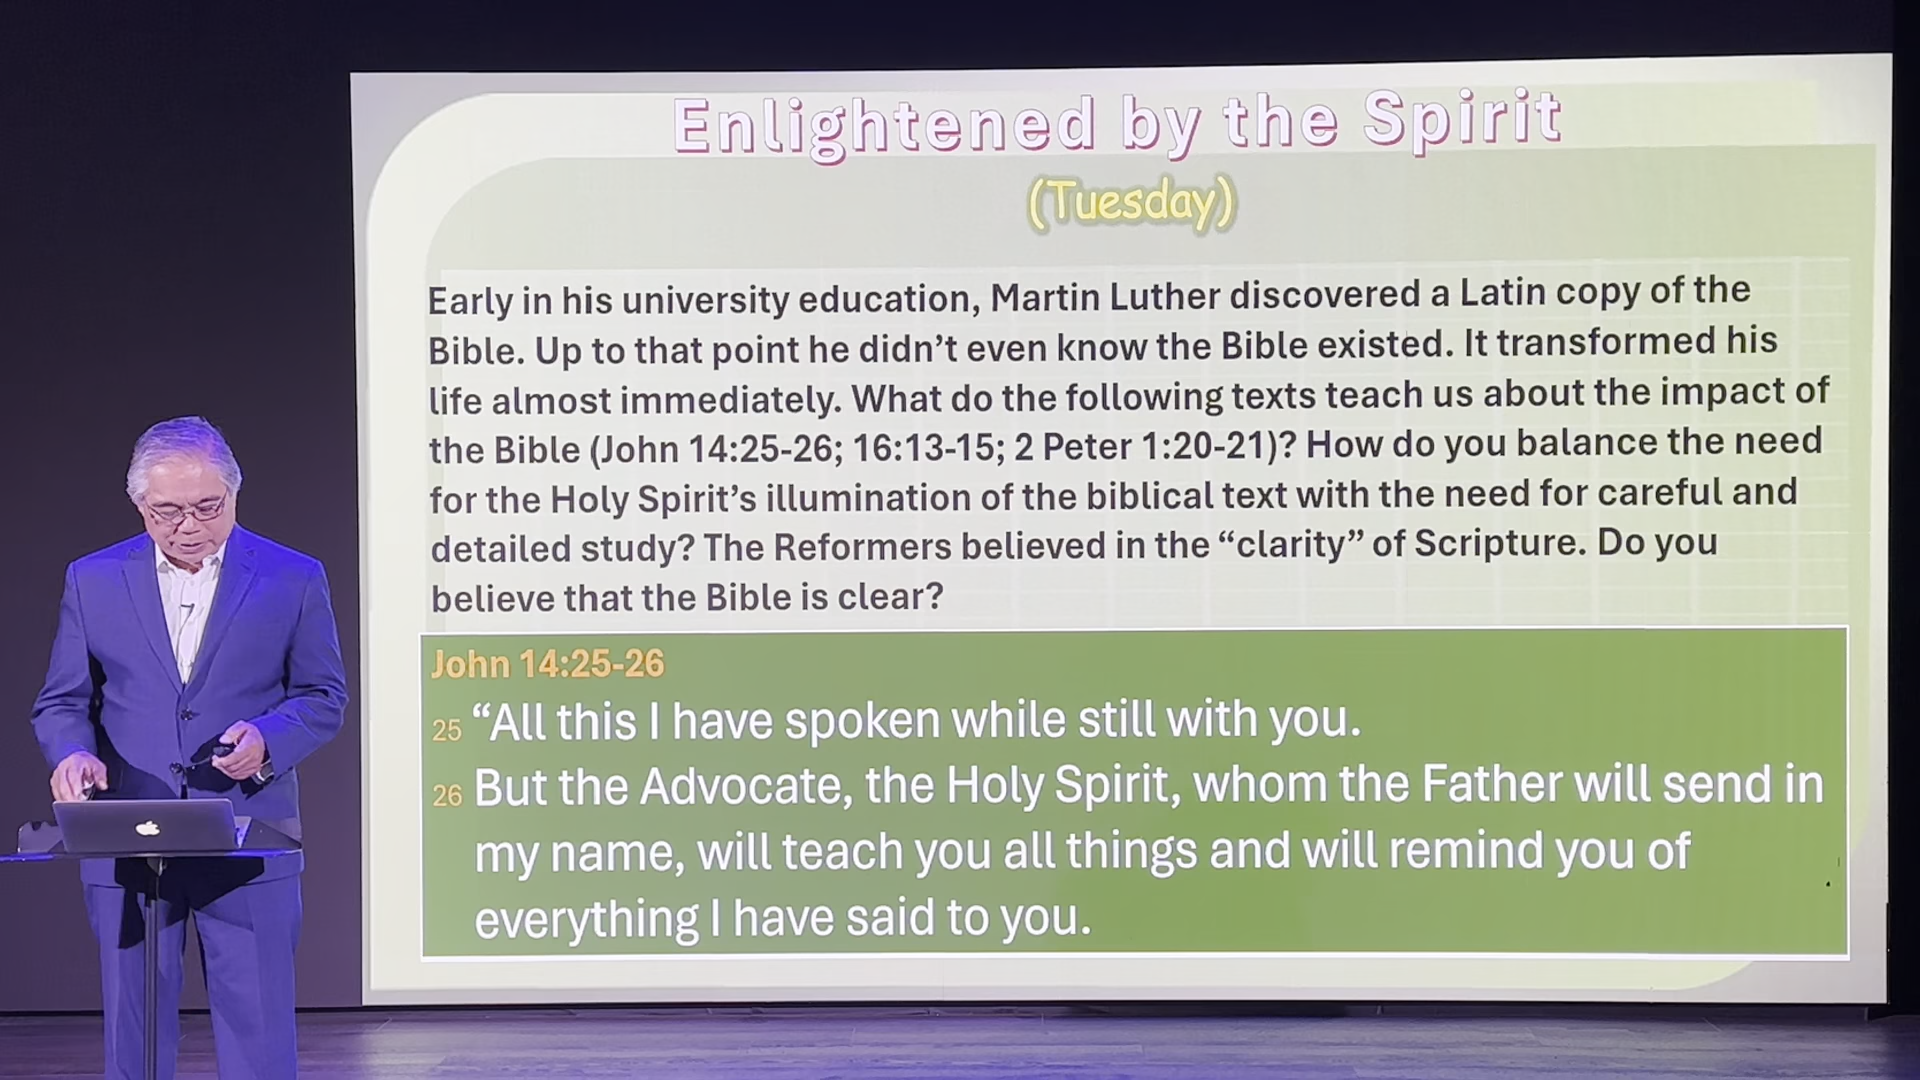 Enlightened by the Spirit
(Tuesday)
Early in his university education, Martin Luther discovered a Latin copy of the
Bible. Up to that point he didn’t even know the Bible existed. It transformed his
life almost immediately. What do the following texts teach us about the impact of
the Bible (John 14:25-26; 16:13-15; 2 Peter 1:20-21)? How do you balance the need
for the Holy Spirit’s illumination of the biblical text with the need for careful and
detailed study? The Reformers believed in the “clarity” of Scripture. Do you
believe that the Bible is clear?
John 14:25-26
25 “All this I have spoken while still with you.
26 But the Advocate, the Holy Spirit, whom the Father will send in
my name, will teach you all things and will remind you of
everything I have said to you.